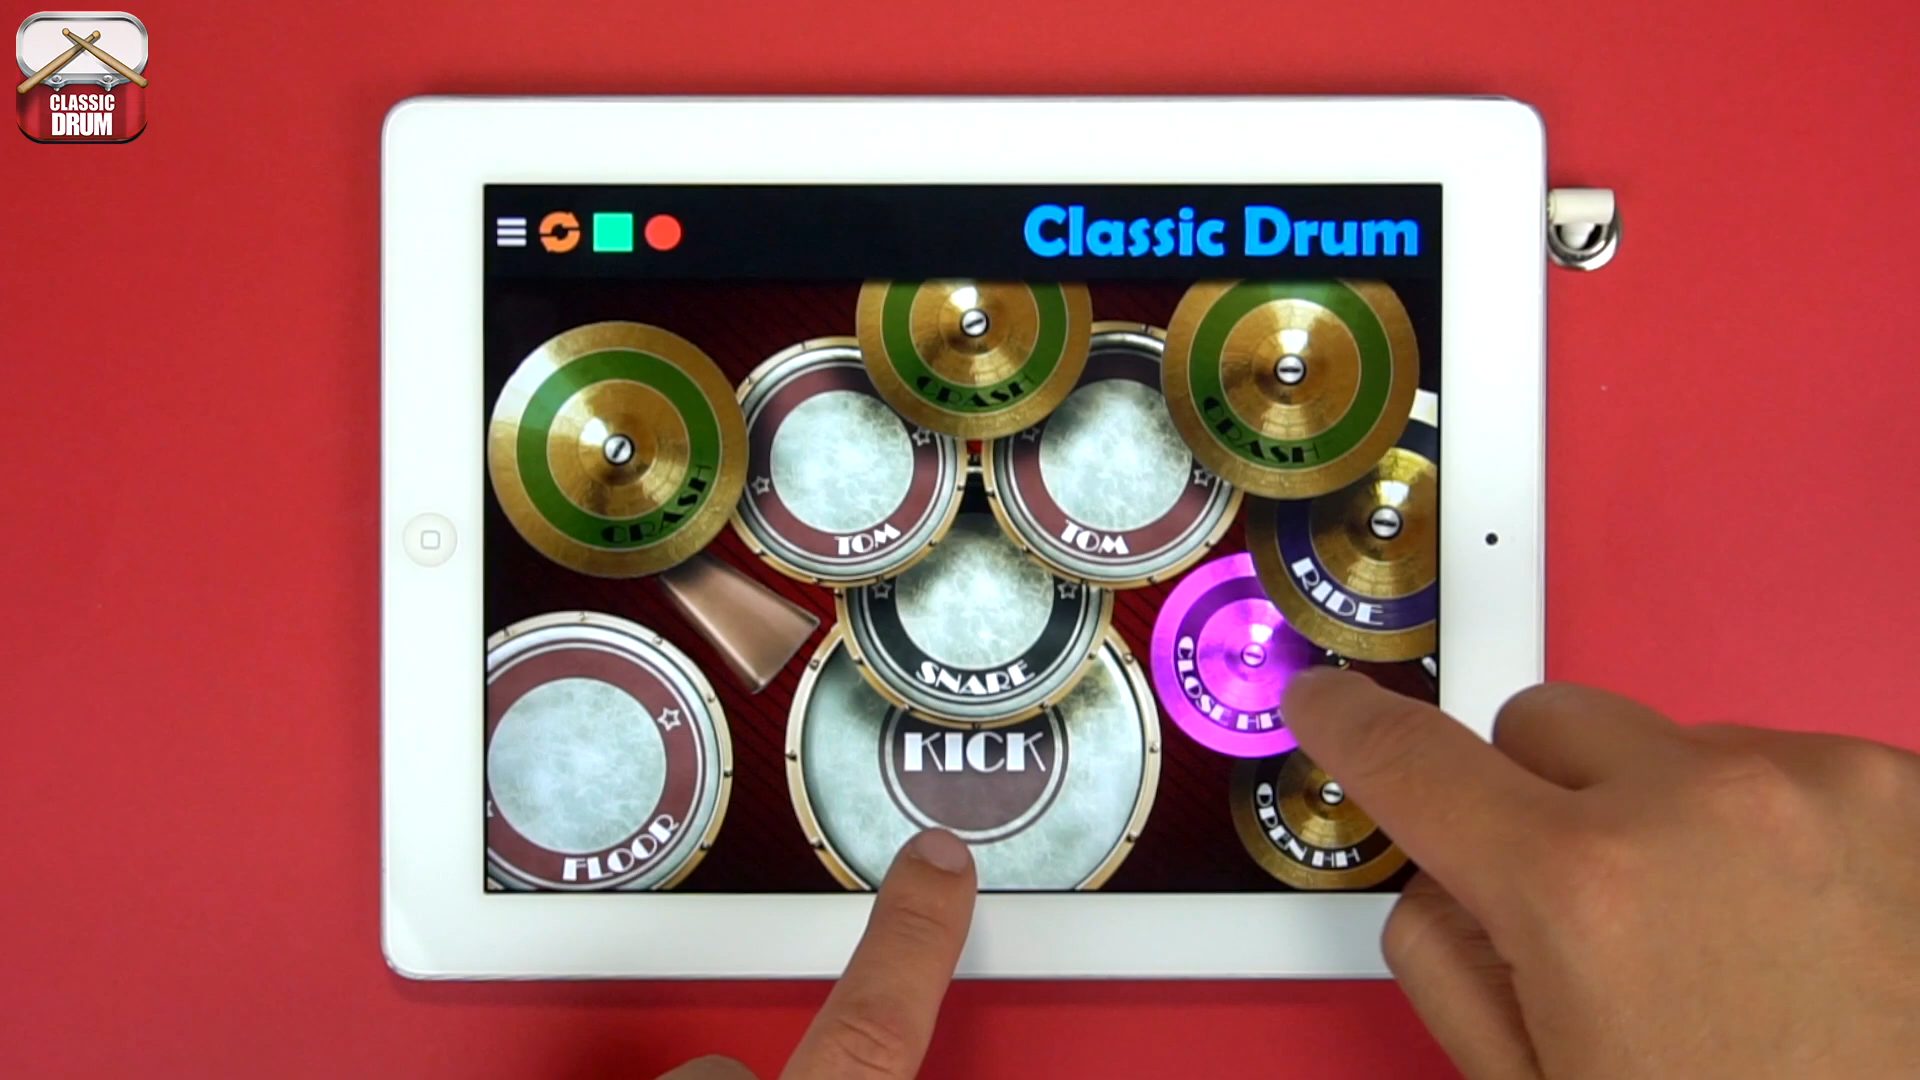 CLASSIC
DRUM
Classic Drum
CRASH
CRASH
CRASH
TOM
TOM
RIDE
SNARE
CLOSE HH
KICK
OPEN HH
FLOOR